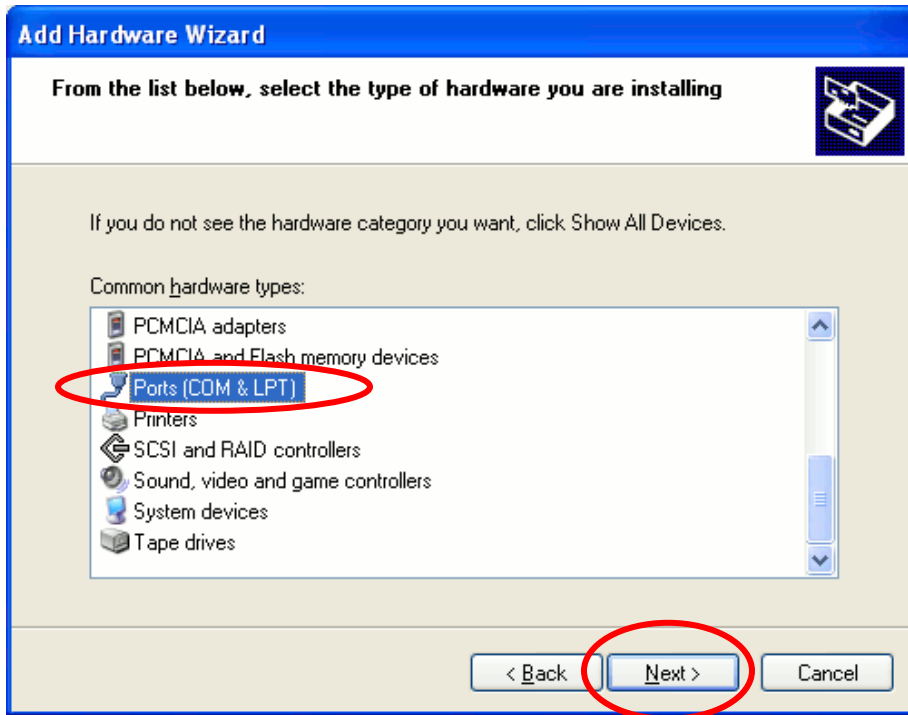 Add Hardware Wizard
From the list below, select the type of hardware you are installing
If you do not see the hardware category you want, click Show All Devices.
Common hardware types:
PCMCIA adapters
PCMCIA and Flash memory devices
Ports (COM & LPT)
Printers
SCSI and RAID controllers
Sound, video and game controllers
System devices
Tape drives
< Back Next > Cancel